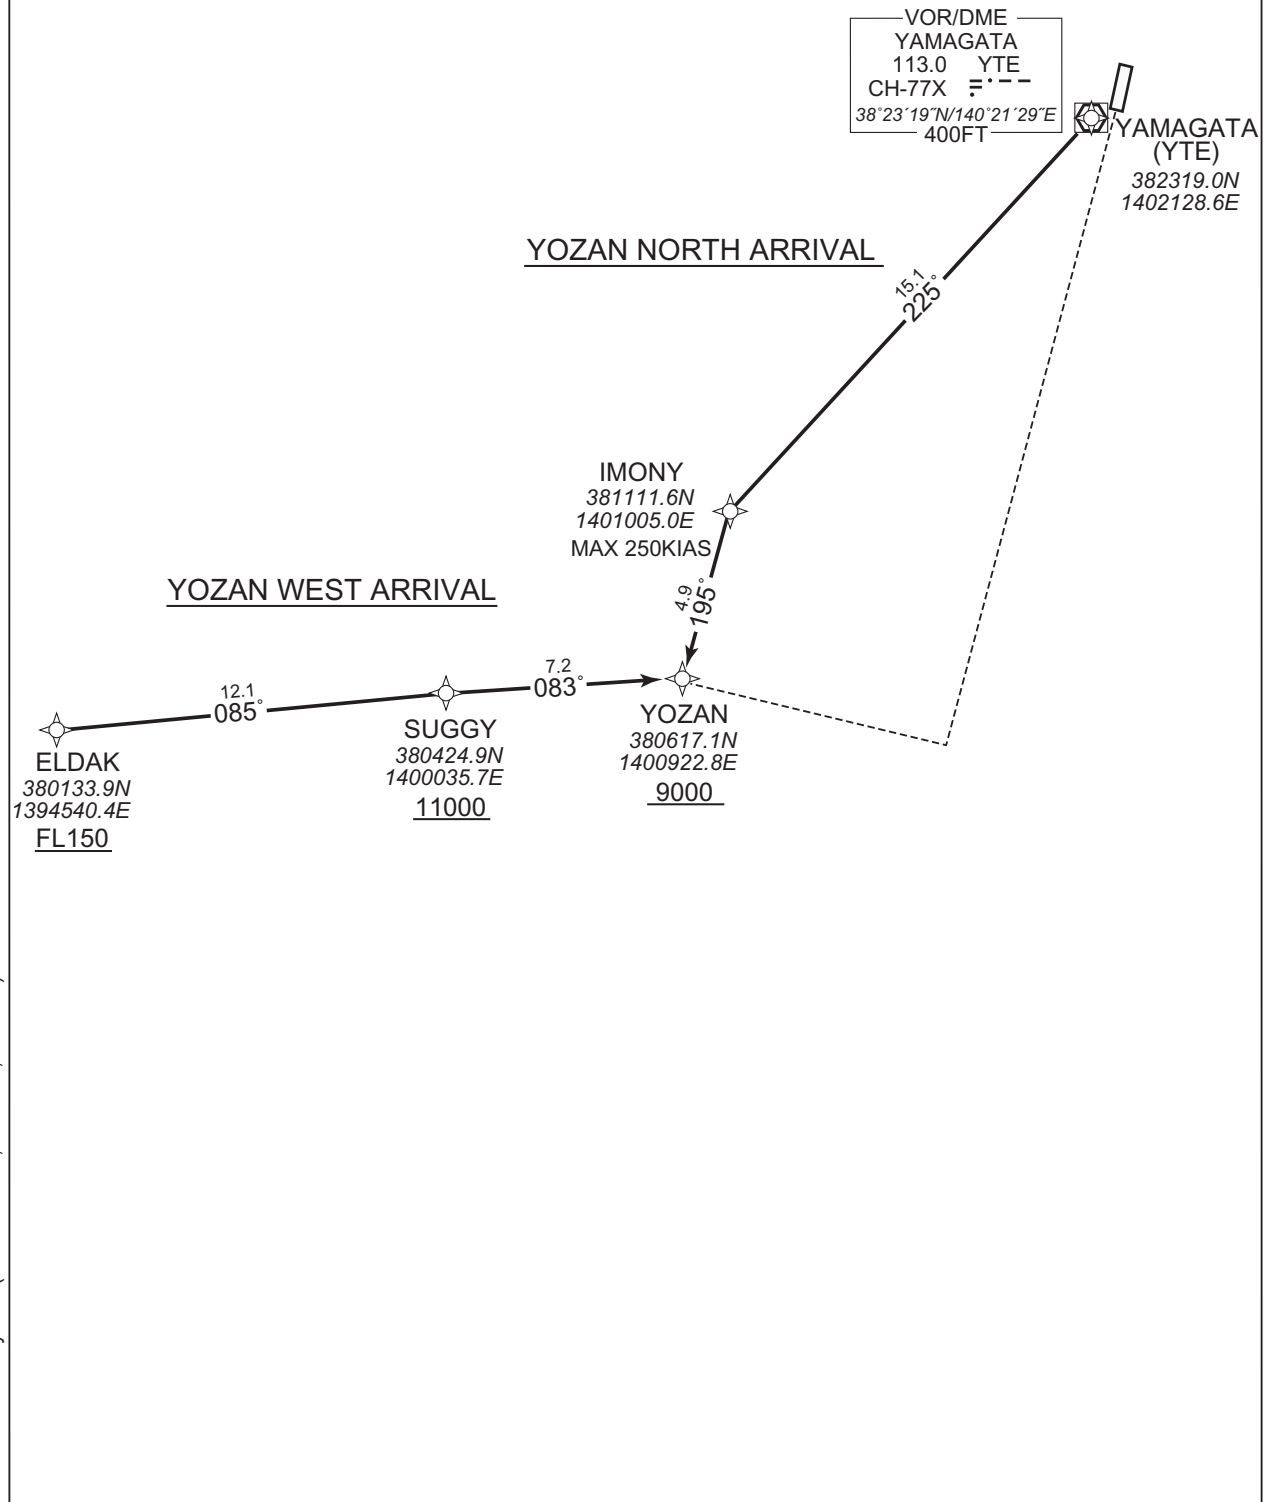 VOR/DME
YAMAGATA
113.0 YTE
CH-77X
38°23´19˝N/140°21´29˝E
400FT
YAMAGATA
(YTE)
382319.0N
1402128.6E
YOZAN NORTH ARRIVAL
15.1
225°
IMONY
381111.6N
1401005.0E
MAX 250KIAS
YOZAN WEST ARRIVAL
4.9
195°
12.1
085°
7.2
083°
ELDAK
380133.9N
1394540.4E
FL150
SUGGY
380424.9N
1400035.7E
11000
YOZAN
380617.1N
1400922.8E
9000